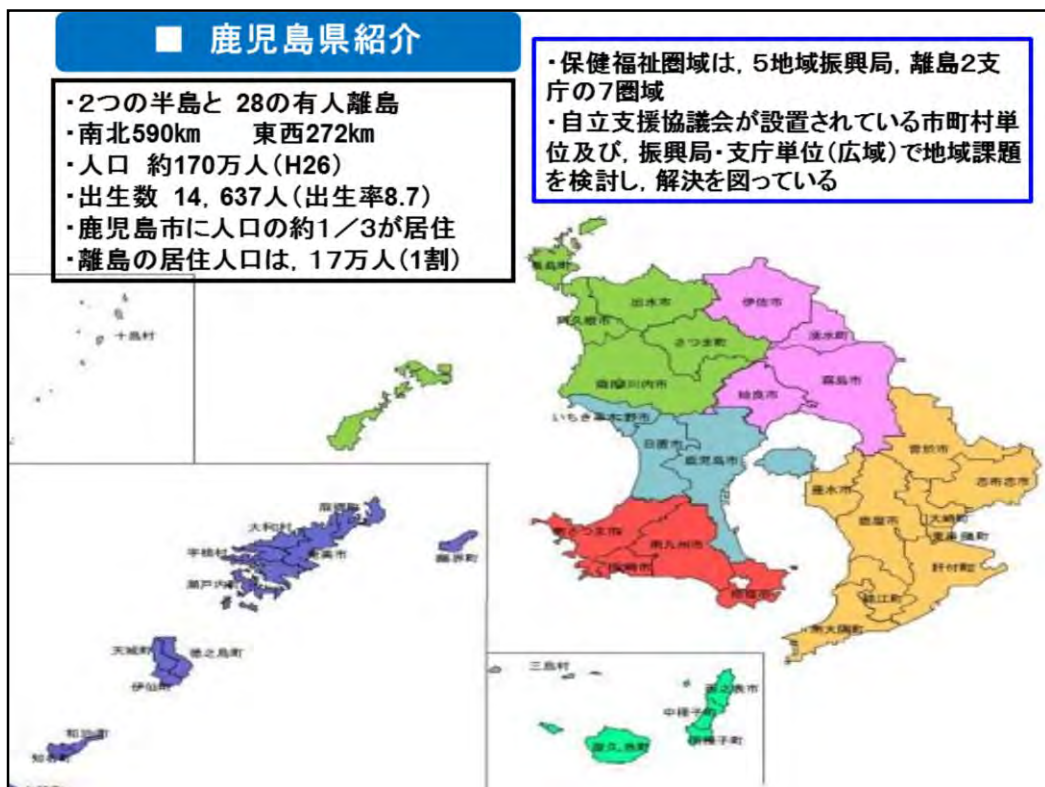 ■ 鹿児島県紹介
・2つの半島と 28の有人離島
・南北590km 東西272km
・人口 約170万人(H26)
・出生数 14, 637人(出生率8.7)
・鹿児島市に人口の約1/3が居住
・離島の居住人口は, 17万人(1割)
・保健福祉圏域は, 5地域振興局, 離島2支
庁の7圏域
・自立支援協議会が設置されている市町村単
位及び, 振興局・支庁単位(広域)で地域課題
を検討し, 解決を図っている
長島町
出水市
伊佐市
阿久根市
湧水町
さつま町
十島村
霧島市
薩摩川内市
姶良市
いちき串木野市
日置市
鹿児島市
曽於市
志布志市
垂水市
鹿屋市
大崎町
東串良町
南さつま市
南九州市
枕崎市
指宿市
肝付町
錦江町
南大隅町
龍郷町
大和村
宇検村
奄美市
瀬戸内町
喜界町
天城町
徳之島町
伊仙町
和泊町
知名町
三島村
西之表市
中種子町
南種子町
屋久島町